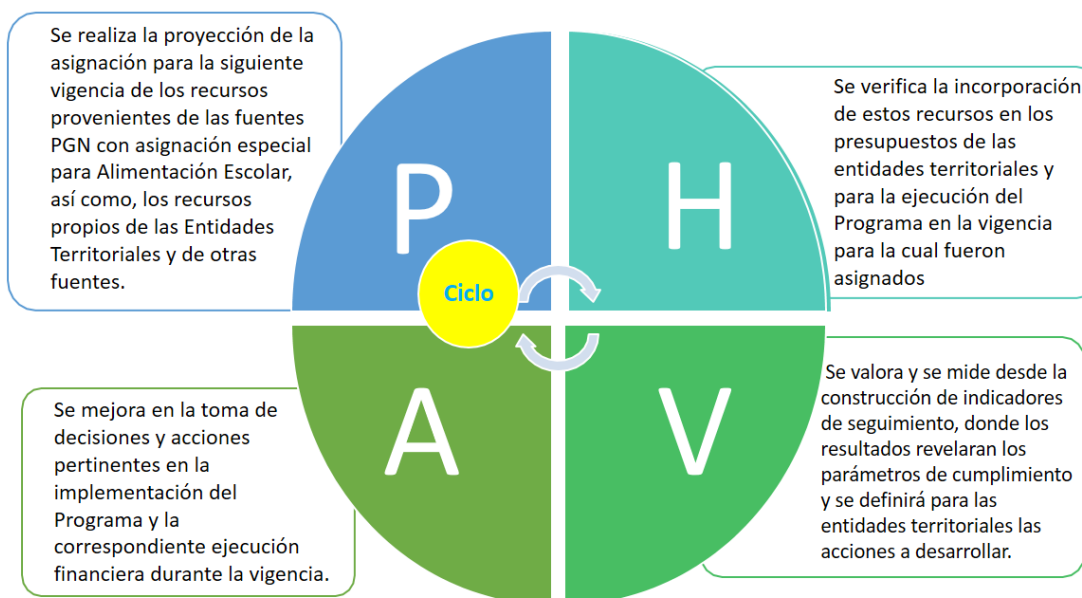 Se realiza la proyección de la
asignación para la siguiente
vigencia de los recursos
provenientes de las fuentes
PGN con asignación especial
para Alimentación Escolar,
así como, los recursos
propios de las Entidades
Territoriales y de otras
fuentes.
P
H
Se verifica la incorporación
de estos recursos en los
presupuestos de las
entidades territoriales y
para la ejecución del
Programa en la vigencia
para la cual fueron
asignados
Ciclo
Se mejora en la toma de
decisiones y acciones
pertinentes en la
implementación del
Programa y la
correspondiente ejecución
financiera durante la vigencia.
A
V
Se valora y se mide desde la
construcción de indicadores
de seguimiento, donde los
resultados revelaran los
parámetros de cumplimiento
y se definirá para las
entidades territoriales las
acciones a desarrollar.